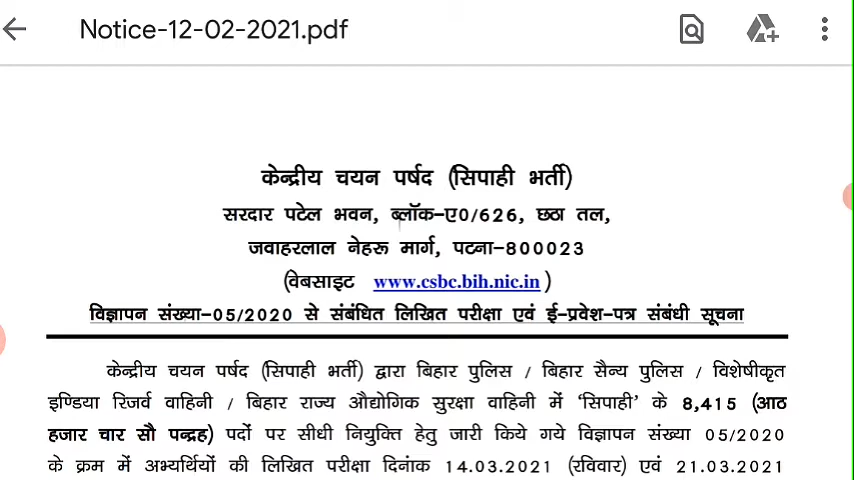 Notice-12-02-2021.pdf
केन्द्रीय चयन पर्षद (सिपाही भर्ती)
सरदार पटेल भवन, ब्लॉक-ए0/626, छठा तल,
जवाहरलाल नेहरू मार्ग, पटना-800023
(वेबसाइट www.csbc.bih.nic.in )
विज्ञापन संख्या-05/2020 से संबंधित लिखित परीक्षा एवं ई-प्रवेश-पत्र संबंधी सूचना
केन्द्रीय चयन पर्षद (सिपाही भर्ती) द्वारा बिहार पुलिस / बिहार सैन्य पुलिस / विशेषीकृत
इण्डिया रिजर्व वाहिनी / बिहार राज्य औद्योगिक सुरक्षा वाहिनी में ‘सिपाही’ के 8,415 (आठ
हजार चार सौ पन्द्रह) पदों पर सीधी नियुक्ति हेतु जारी किये गये विज्ञापन संख्या 05/2020
के क्रम में अभ्यर्थियों की लिखित परीक्षा दिनांक 14.03.2021 (रविवार) एवं 21.03.2021